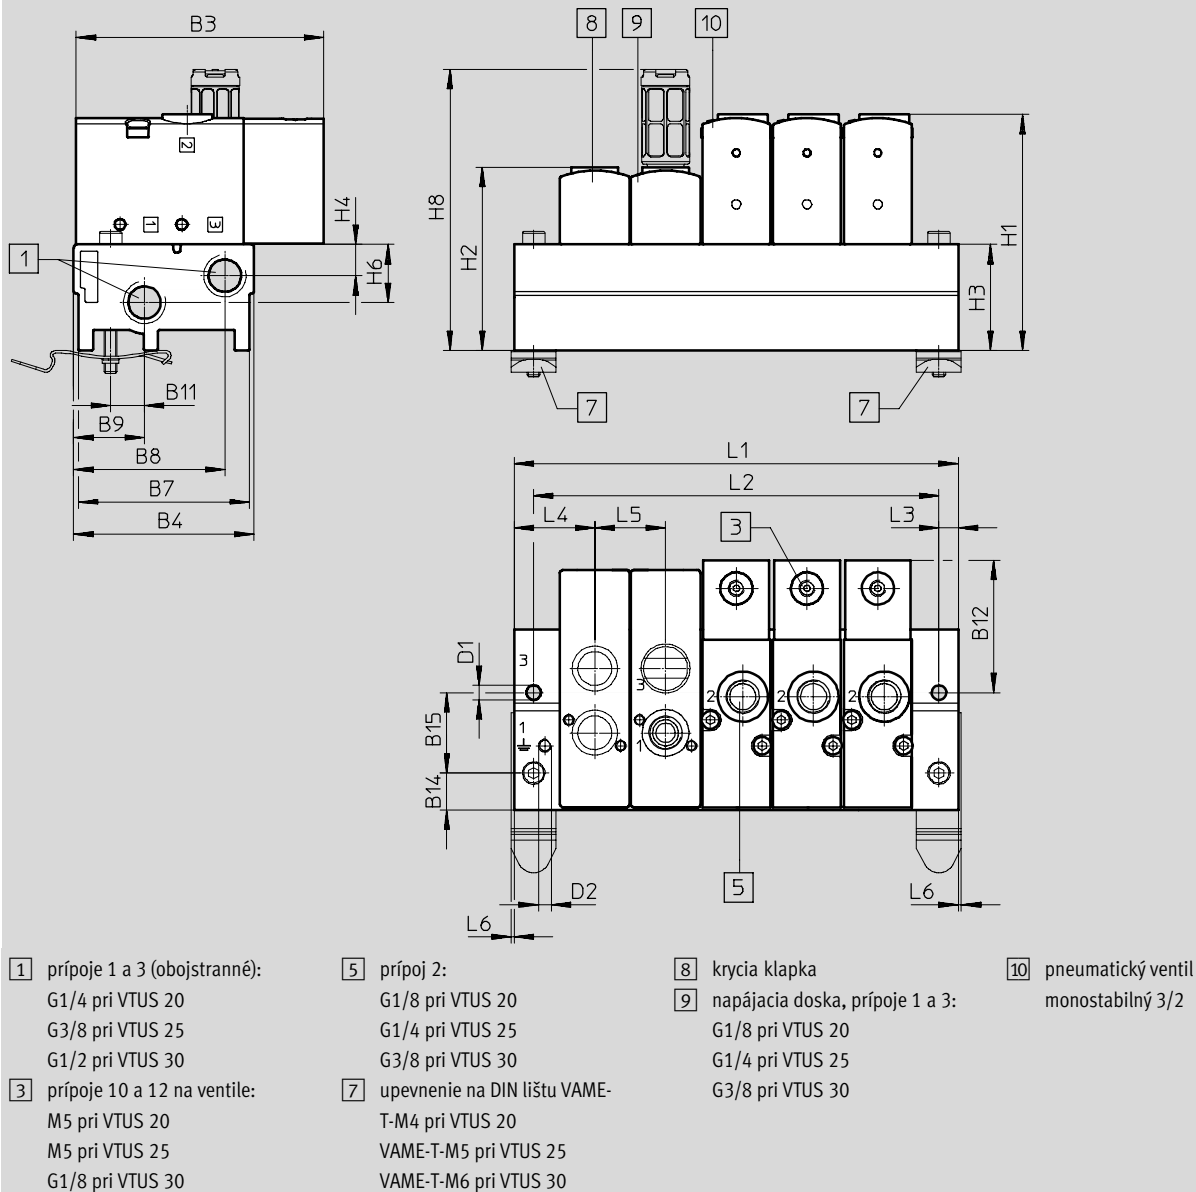 B3
8
9
10
2
1
3
H4
H6
1
H8
H2
H1
H3
7
7
B11
B9
B8
B7
B4
L1
L2
L4
L5
L3
3
B12
D1
3
3
2
2
2
1
1
B15
B14
5
D2
L6
L6
1 prípoje 1 a 3 (obojstranné):
G1/4 pri VTUS 20
G3/8 pri VTUS 25
G1/2 pri VTUS 30
3 prípoje 10 a 12 na ventile:
M5 pri VTUS 20
M5 pri VTUS 25
G1/8 pri VTUS 30
5 prípoj 2:
G1/8 pri VTUS 20
G1/4 pri VTUS 25
G3/8 pri VTUS 30
7 upevnenie na DIN lištu VAME-
T-M4 pri VTUS 20
VAME-T-M5 pri VTUS 25
VAME-T-M6 pri VTUS 30
8 krycia klapka
9 napájacia doska, prípoje 1 a 3:
G1/8 pri VTUS 20
G1/4 pri VTUS 25
G3/8 pri VTUS 30
10 pneumatický ventil
monostabilný 3/2